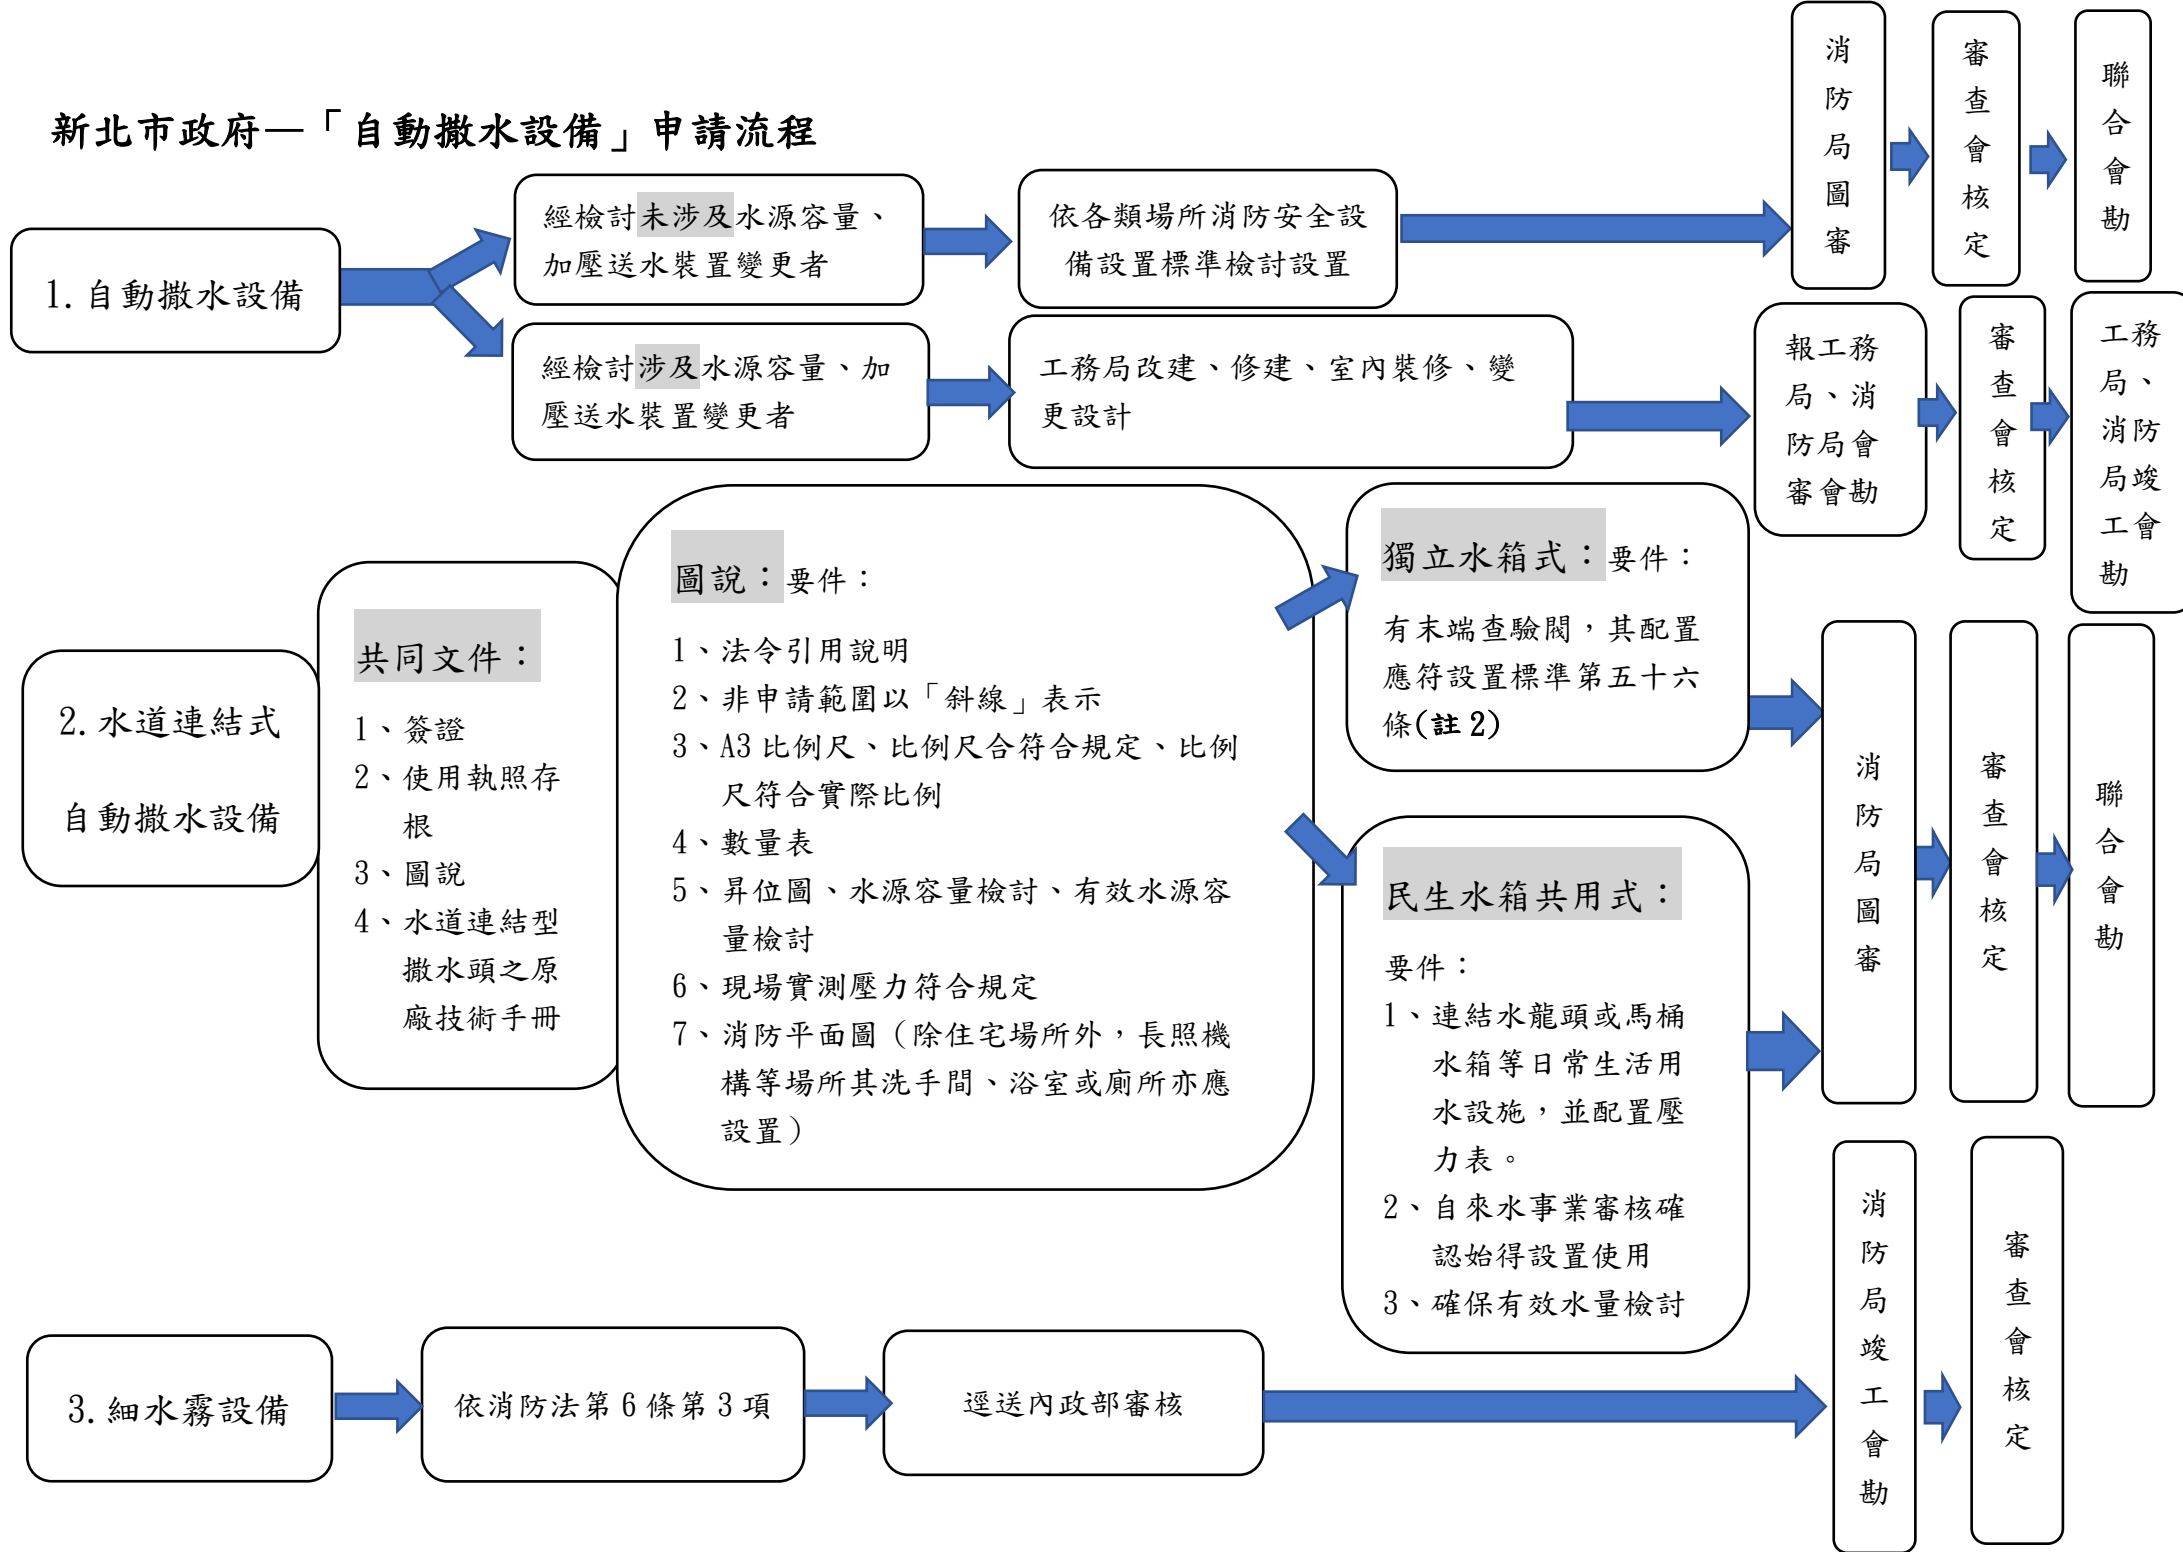 新北市政府—「自動撒水設備」申請流程
1.自動撒水設備
經檢討未涉及水源容量、
加壓送水裝置變更者
依各類場所消防安全設
備設置標準檢討設置
消
防
局
圖
審
審
查
會
核
定
聯
合
會
勘
經檢討涉及水源容量、加
壓送水裝置變更者
工務局改建、修建、室內裝修、變
更設計
報工務
局、消
防局會
審會勘
審
查
會
核
定
工務
局、
消防
局竣
工會
勘
2.水道連結式
自動撒水設備
共同文件：
1、簽證
2、使用執照存
根
3、圖說
4、水道連結型
撒水頭之原
廠技術手冊
圖說：要件：
1、法令引用說明
2、非申請範圍以「斜線」表示
3、A3比例尺、比例尺合符合規定、比例
尺符合實際比例
4、數量表
5、昇位圖、水源容量檢討、有效水源容
量檢討
6、現場實測壓力符合規定
7、消防平面圖（除住宅場所外，長照機
構等場所其洗手間、浴室或廁所亦應
設置）
獨立水箱式：要件：
有末端查驗閥，其配置
應符設置標準第五十六
條(註2)
民生水箱共用式：
要件：
1、連結水龍頭或馬桶
水箱等日常生活用
水設施，並配置壓
力表。
2、自來水事業審核確
認始得設置使用
3、確保有效水量檢討
消
防
局
圖
審
審
查
會
核
定
聯
合
會
勘
3.細水霧設備
依消防法第6條第3項
逕送內政部審核
消
防
局
竣
工
會
勘
審
查
會
核
定